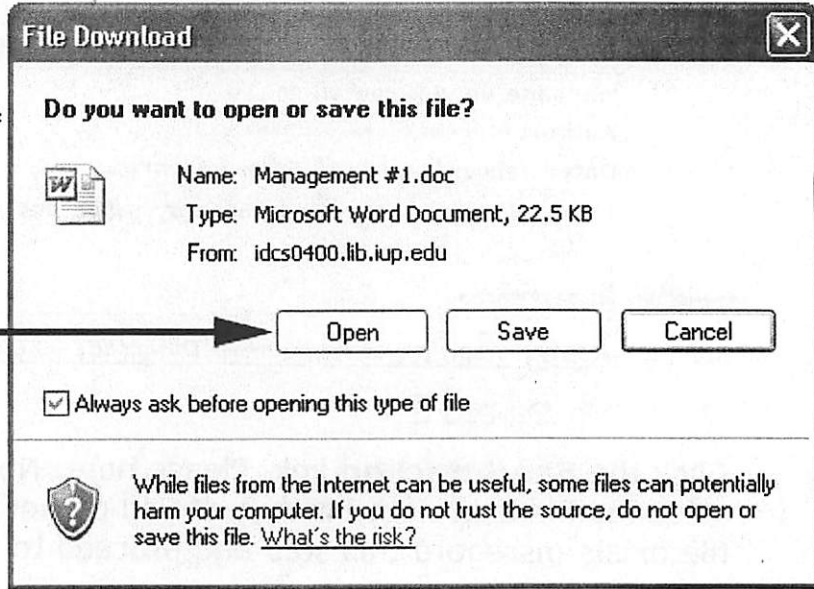 File Download
Do you want to open or save this file?
Name: Management #1.doc
Type: Microsoft Word Document, 22.5 KB
From: idcs0400.lib.iup.edu
Open Save Cancel
Always ask before opening this type of file
While files from the Internet can be useful, some files can potentially
harm your computer. If you do not trust the source, do not open or
save this file. What's the risk?